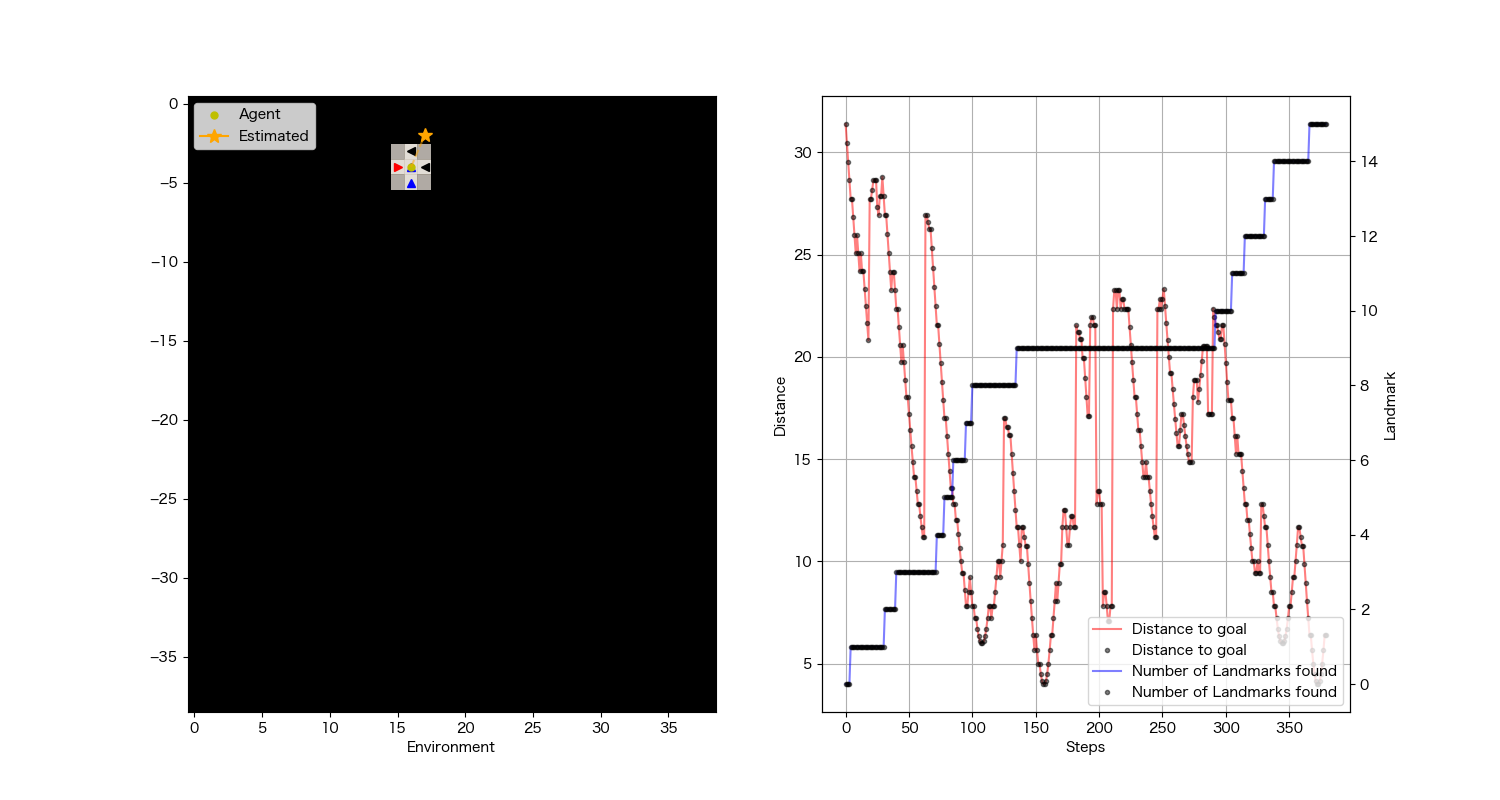 Agent
Estimated
0
−5
−10
−15
−20
−25
−30
−35
0 5 10 15 20 25 30 35
Environment
Distance
30
25
20
15
10
5
0 50 100 150 200 250 300 350
Steps
14
12
10
8
6
4
2
0
Landmark
Distance to goal
Distance to goal
Number of Landmarks found
Number of Landmarks found